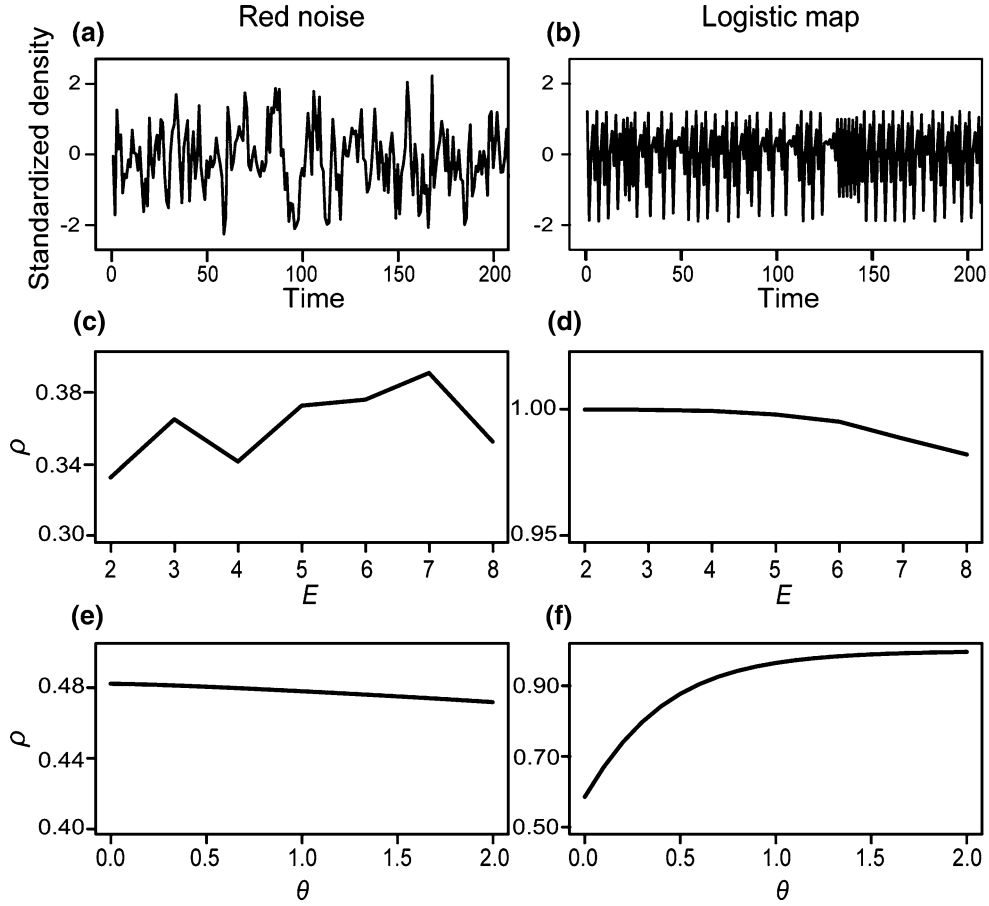 Red noise
Logistic map
(a)
(b)
Standardized density
2
0
-2
2
0
-2
0 50 100 150 200
0 50 100 150 200
Time
Time
(c)
(d)
ρ
0.38
0.34
0.30
1.00
0.95
2 3 4 5 6 7 8
2 3 4 5 6 7 8
E
E
(e)
(f)
ρ
0.48
0.44
0.40
0.90
0.70
0.50
0.0 0.5 1.0 1.5 2.0
0.0 0.5 1.0 1.5 2.0
θ
θ